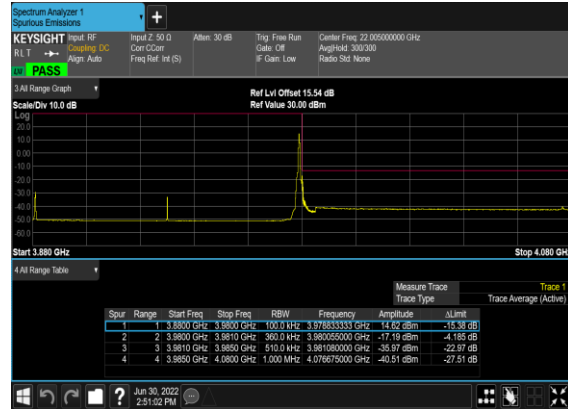 Spectrum Analyzer 1
Spurious Emissions
KEYSIGHT Input: RF Input Z: 50 Ω Atten: 30 dB Trig: Free Run Center Freq: 22.005000000 GHz
RLT Coupling: DC Corr CCorr Gate: Off Avg|Hold: 300/300
Align: Auto Freq Ref: Int (S) IF Gain: Low Radio Std: None
PASS
3 All Range Graph
Ref Lvl Offset 15.54 dB
Scale/Div 10.0 dB Ref Value 30.00 dBm
Log
20.0
10.0
0.00
-10.0
-20.0
-30.0
-40.0
-50.0
-60.0
Start 3.880 GHz Stop 4.080 GH
4 All Range Table
Measure Trace Trace 1
Trace Type Trace Average (Active)
Spur Range Start Freq Stop Freq RBW Frequency Amplitude ΔLimit
1 1 3.8800 GHz 3.9800 GHz 100.0 kHz 3.978833333 GHz 14.62 dBm -15.38 dB
2 2 3.9800 GHz 3.9810 GHz 360.0 kHz 3.980055000 GHz -17.19 dBm -4.185 dB
3 3 3.9810 GHz 3.9850 GHz 510.0 kHz 3.981080000 GHz -35.97 dBm -22.97 dB
4 4 3.9850 GHz 4.0800 GHz 1.000 MHz 4.076675000 GHz -40.51 dBm -27.51 dB
? Jun 30, 2022
2:51:02 PM